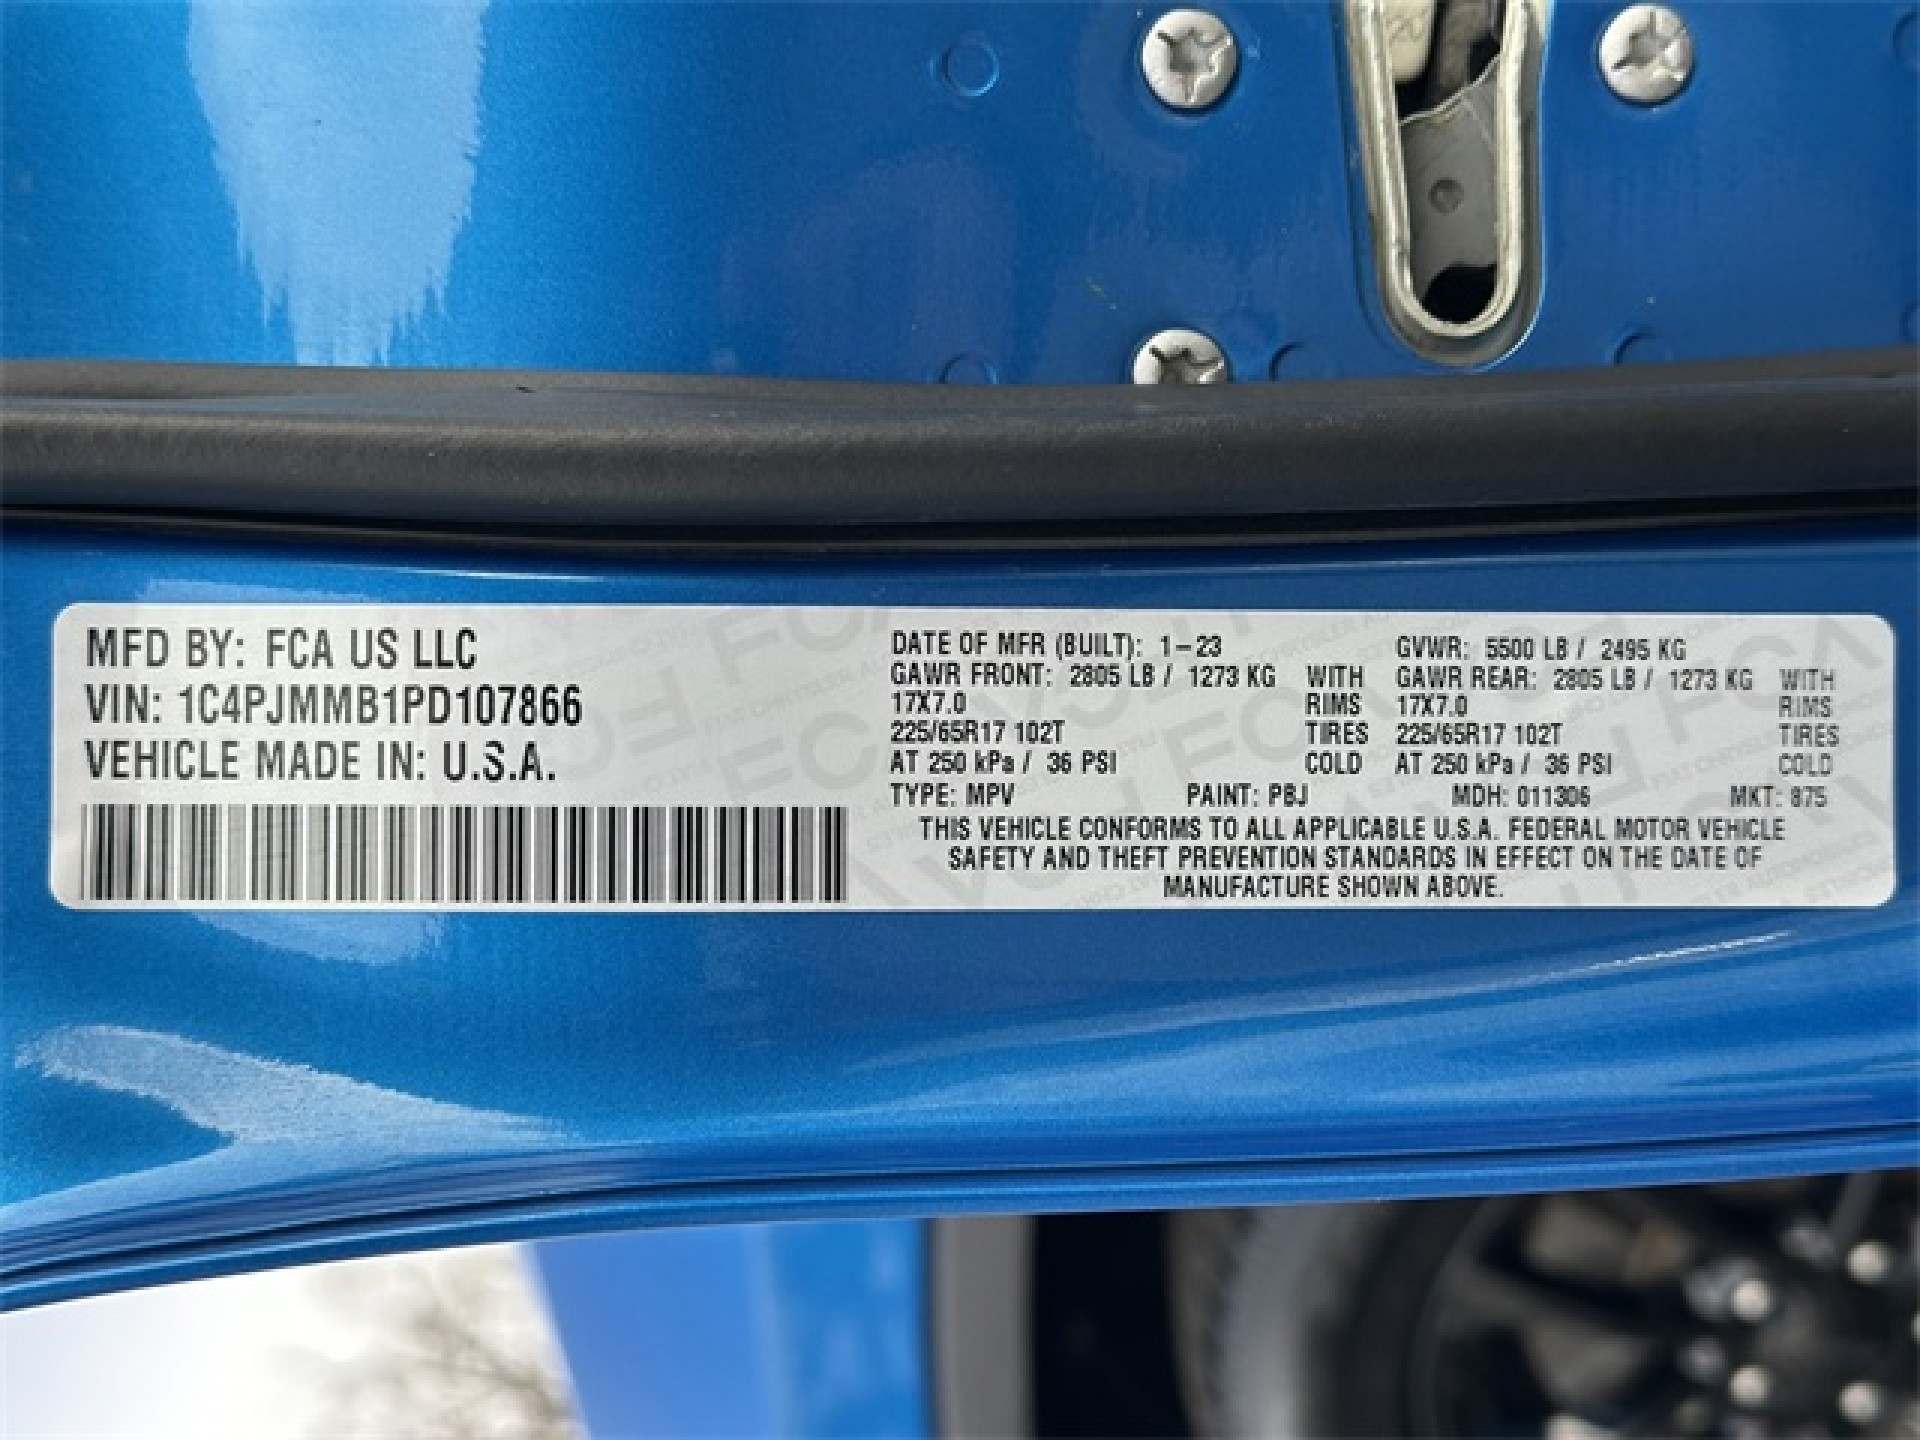 MFD BY: FCA US LLC
VIN: 1C4PJMMB1PD107866
VEHICLE MADE IN: U.S.A.
DATE OF MFR (BUILT): 1-23 GVWR: 5500 LB / 2495 KG
GAWR FRONT: 2805 LB / 1273 KG WITH GAWR REAR: 2805 LB / 1273 KG WITH
17X7.0 RIMS 17X7.0 RIMS
225/65R17 102T TIRES 225/65R17 102T TIRES
AT 250 kPa / 36 PSI COLD AT 250 kPa / 36 PSI COLD
TYPE: MPV PAINT: PBJ MDH: 011306 MKT: 875
THIS VEHICLE CONFORMS TO ALL APPLICABLE U.S.A. FEDERAL MOTOR VEHICLE
SAFETY AND THEFT PREVENTION STANDARDS IN EFFECT ON THE DATE OF
MANUFACTURE SHOWN ABOVE.